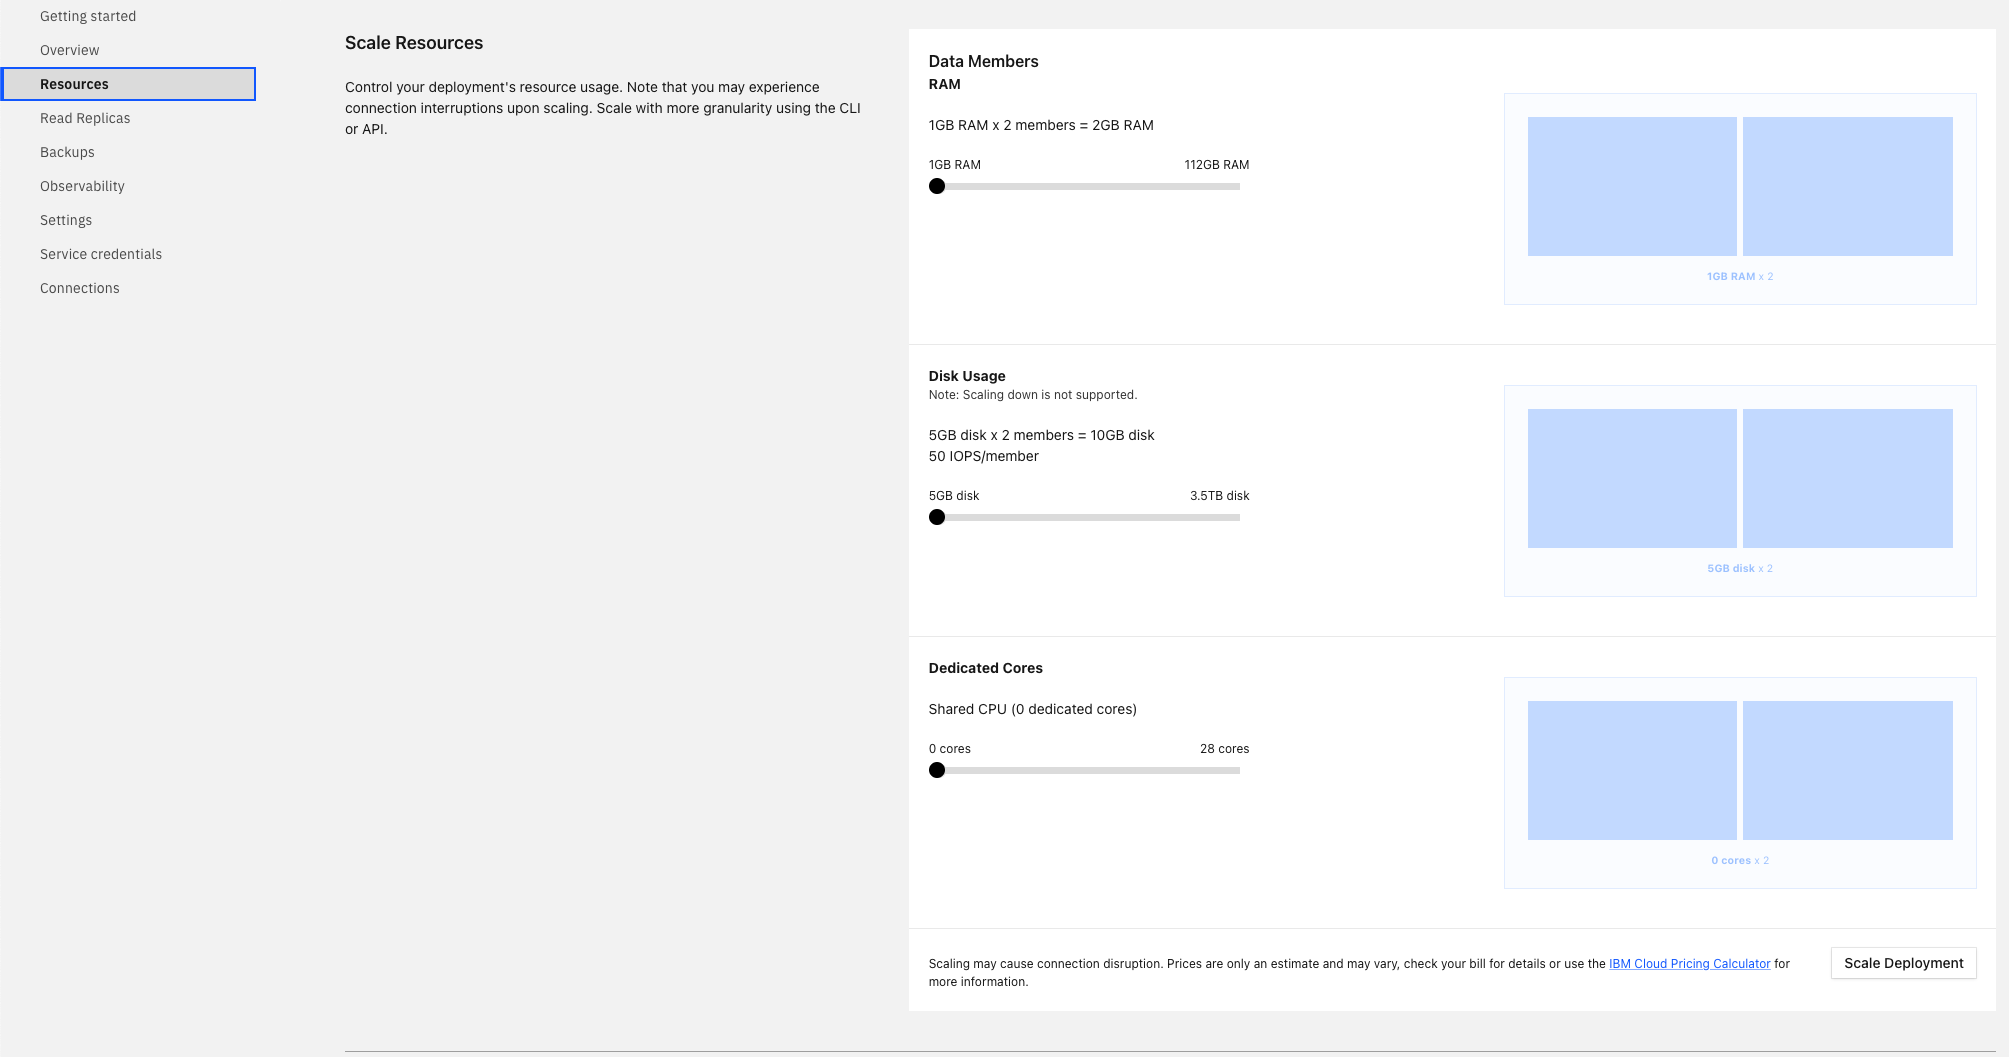 Getting started
Overview
Resources
Read Replicas
Backups
Observability
Settings
Service credentials
Connections
Scale Resources
Control your deployment's resource usage. Note that you may experience
connection interruptions upon scaling. Scale with more granularity using the CLI
or API.
Data Members
RAM
1GB RAM x 2 members = 2GB RAM
1GB RAM 112GB RAM
1GB RAM x 2
Disk Usage
Note: Scaling down is not supported.
5GB disk x 2 members = 10GB disk
50 IOPS/member
5GB disk 3.5TB disk
5GB disk x 2
Dedicated Cores
Shared CPU (0 dedicated cores)
0 cores 28 cores
0 cores x 2
Scaling may cause connection disruption. Prices are only an estimate and may vary, check your bill for details or use the IBM Cloud Pricing Calculator for
more information.
Scale Deployment